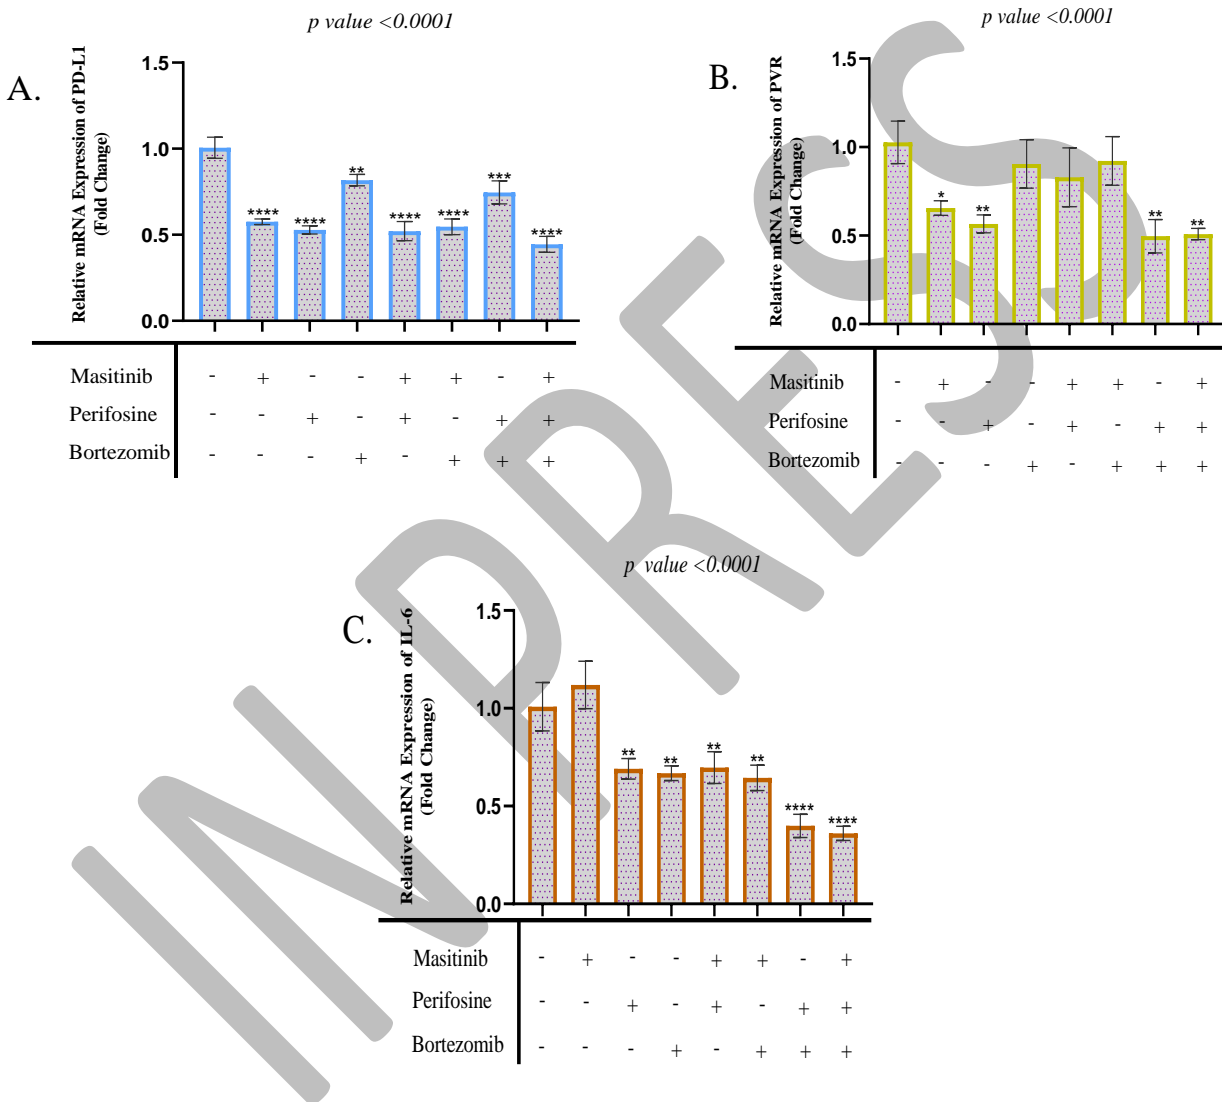 p value <0.0001
A.
Relative mRNA Expression of PD-L1
(Fold Change)
1.5
1.0
0.5
0.0
**** **** ** **** **** *** ****
Masitinib - + - - + + - +
Perifosine - - + - + - + +
Bortezomib - - - + - + + +
p value <0.0001
B.
Relative mRNA Expression of PVR
(Fold Change)
1.5
1.0
0.5
0.0
* ** ** **
Masitinib - + - - + + - +
Perifosine - - + - + - + +
Bortezomib - - - + - + + +
p value <0.0001
C.
Relative mRNA Expression of IL-6
(Fold Change)
1.5
1.0
0.5
0.0
** ** ** ** **** ****
Masitinib - + - - + + - +
Perifosine - - + - + - + +
Bortezomib - - - + - + + +
IN PRESS